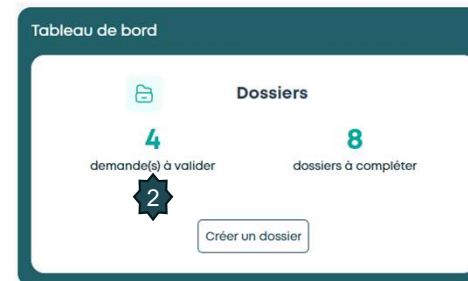 Tableau de bord
Dossiers
4
demande(s) à valider
8
dossiers à compléter
2
Créer un dossier